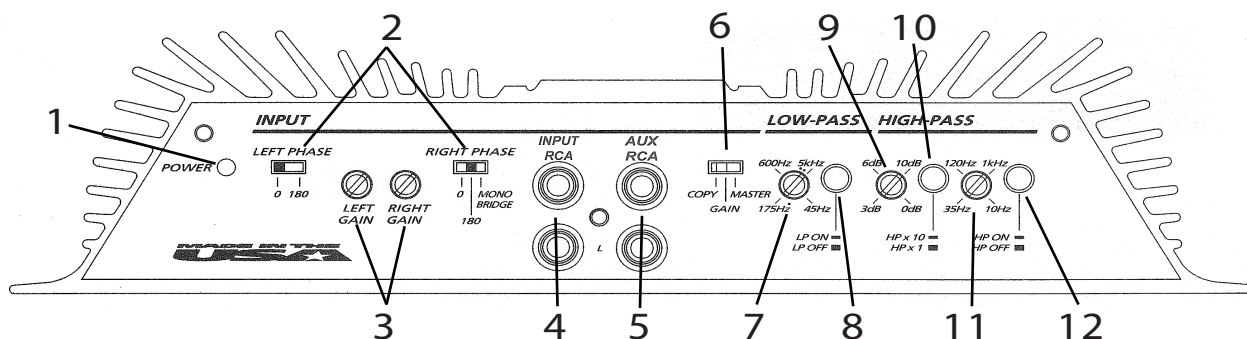 1
2
3
4
5
6
7
8
9
10
11
12
INPUT
LOW-PASS
HIGH-PASS
POWER
LEFT PHASE
0 180
LEFT GAIN
RIGHT GAIN
RIGHT PHASE
0
180
MONO BRIDGE
INPUT RCA
AUX RCA
L
COPY
GAIN
MASTER
600Hz 5kHz
175Hz 45Hz
LP ON
LP OFF
6dB 10dB
3dB 0dB
HP x 10
HP x 1
120Hz 1kHz
35Hz 10Hz
HP ON
HP OFF
MADE IN THE
USA